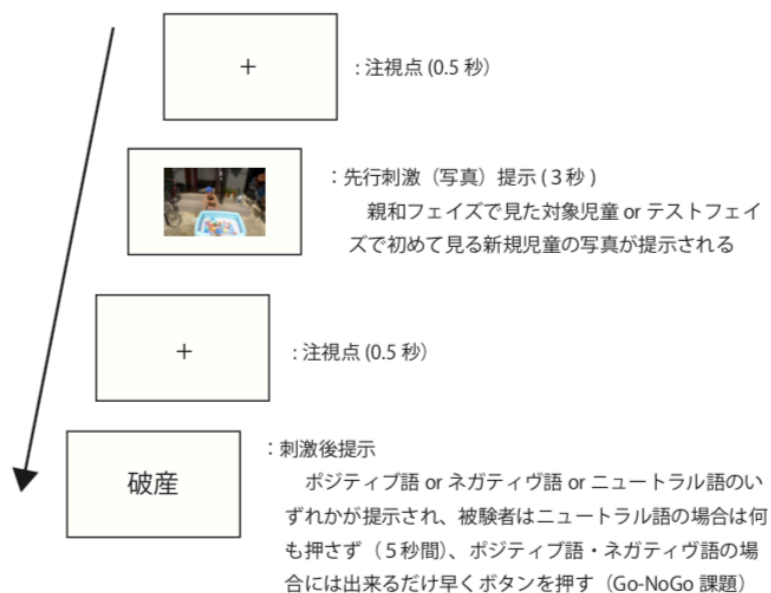 +
: 注視点 (0.5 秒)
：先行刺激（写真）提示 ( 3 秒 )
親和フェイズで見た対象児童 or テストフェイ
ズで初めて見る新規児童の写真が提示される
+
: 注視点 (0.5 秒)
破産
：刺激後提示
ポジティブ語 or ネガティヴ語 or ニュートラル語のい
ずれかが提示され、被験者はニュートラル語の場合は何
も押さず（ 5 秒間）、ポジティブ語・ネガティヴ語の場
合には出来るだけ早くボタンを押す（Go-NoGo 課題）